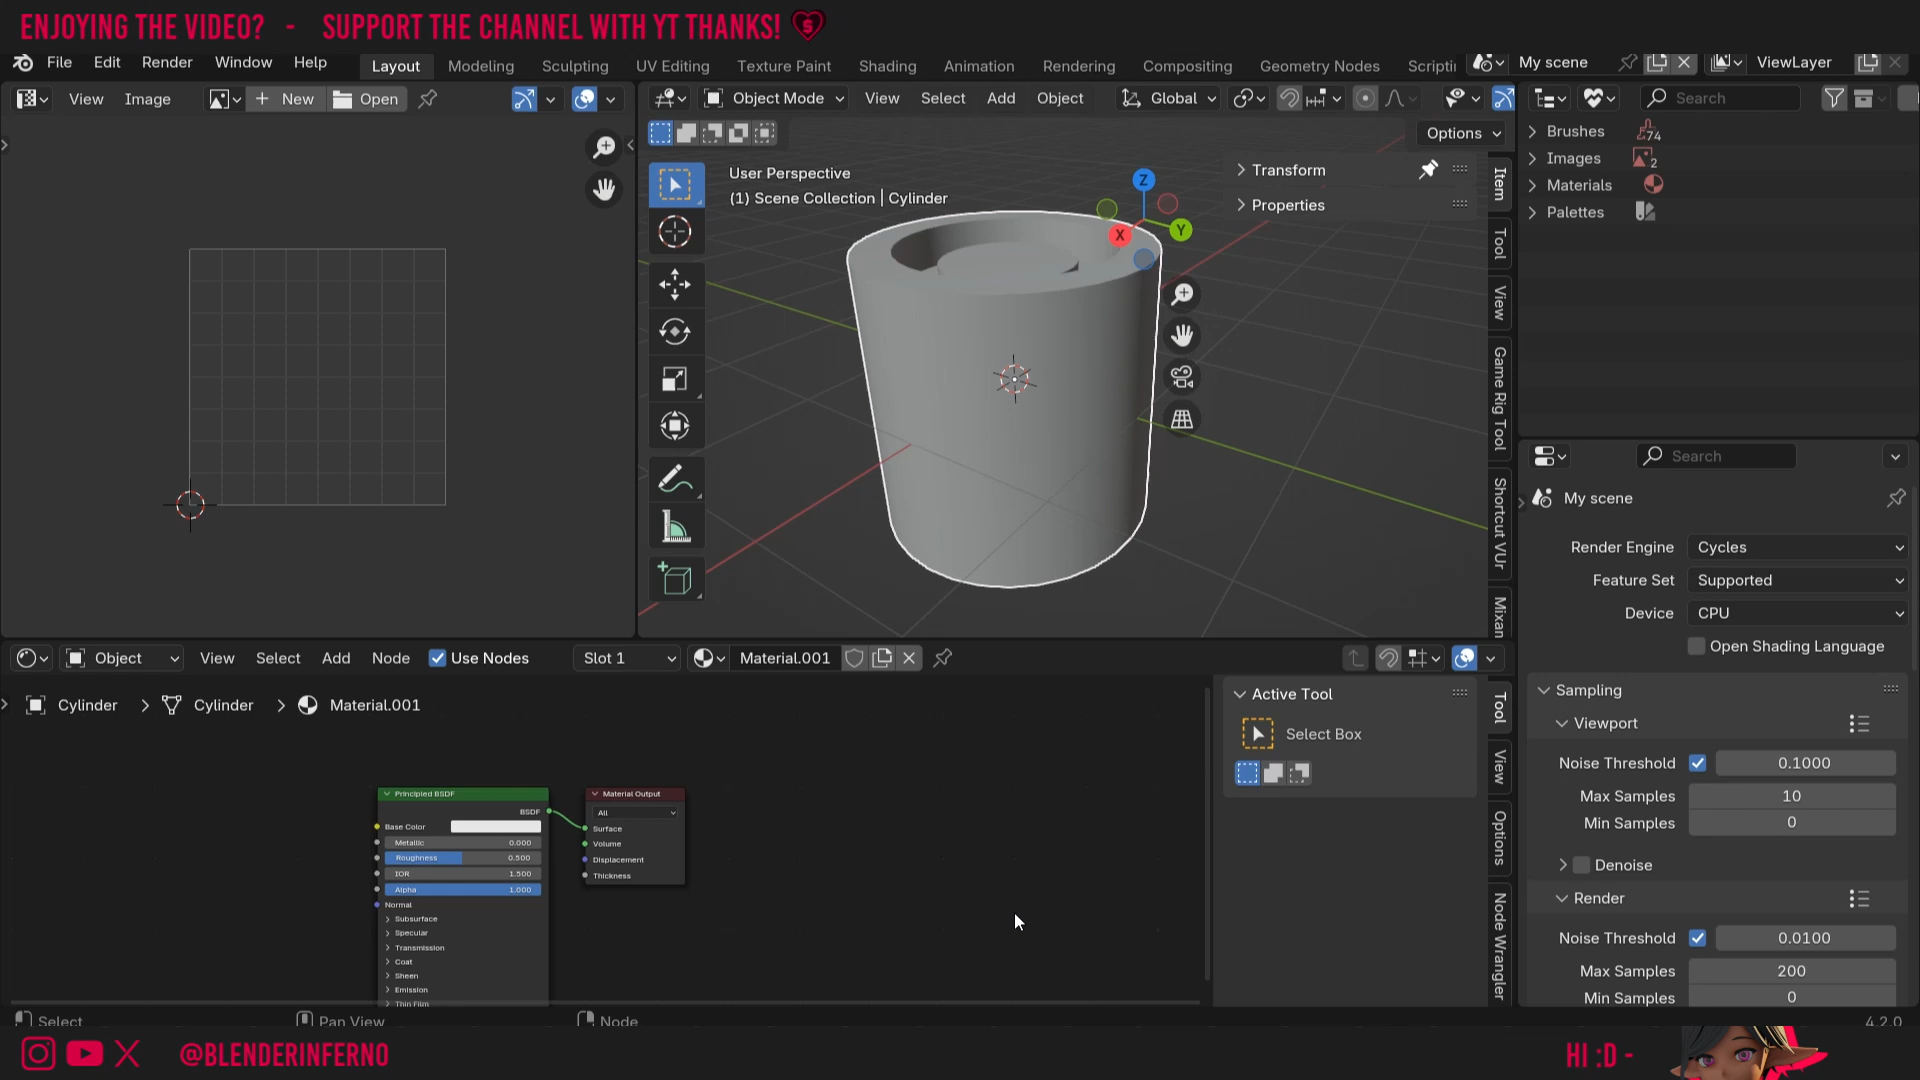 ENJOYING THE VIDEO? - SUPPORT THE CHANNEL WITH YT THANKS!
File Edit Render Window Help Layout Modeling Sculpting UV Editing Texture Paint Shading Animation Rendering Compositing Geometry Nodes Scripti My scene ViewLayer
View Image New Open
Object Mode View Select Add Object Global
Search
Options
User Perspective
(1) Scene Collection | Cylinder
Transform
Properties
Z
Y
X
Item
Tool
View
Game Rig Tool
Shortcut VUr
Mixan
Brushes 74
Images 2
Materials
Palettes
Search
My scene
Render Engine Cycles
Feature Set Supported
Device CPU
Open Shading Language
Sampling
Viewport
Noise Threshold 0.1000
Max Samples 10
Min Samples 0
Denoise
Render
Noise Threshold 0.0100
Max Samples 200
Min Samples 0
Object View Select Add Node Use Nodes Slot 1 Material.001
Cylinder > Cylinder > Material.001
Principled BSDF
BSDF
Base Color
Metallic 0.000
Roughness 0.500
IOR 1.500
Alpha 1.000
Normal
Subsurface
Specular
Transmission
Coat
Sheen
Emission
Thin Film
Material Output
All
Surface
Volume
Displacement
Thickness
Active Tool
Select Box
Tool
View
Options
Node Wrangler
Select Pan View Node 4.2.0
@BLENDERINFERNO
HI :D -